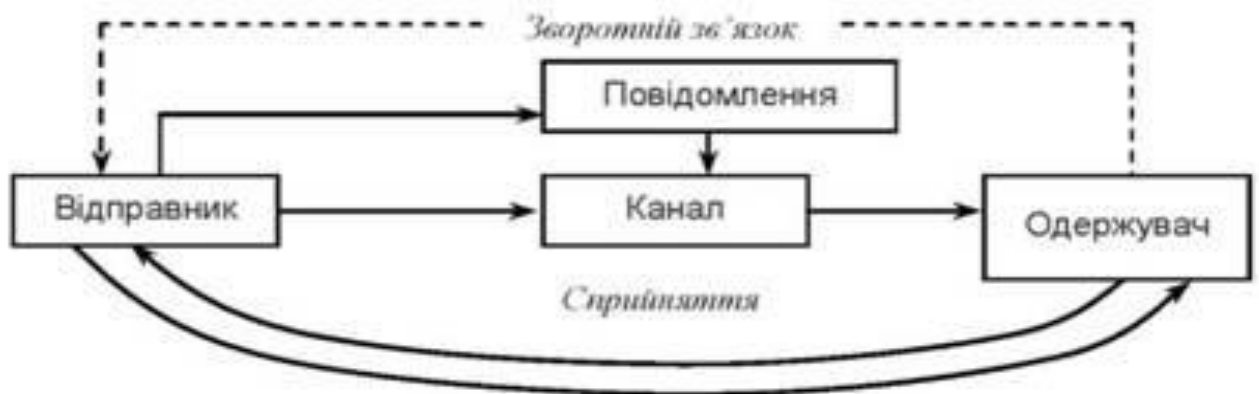 Зворотній зв'язок
Повідомлення
Відправник
Канал
Одержувач
Сприйняття